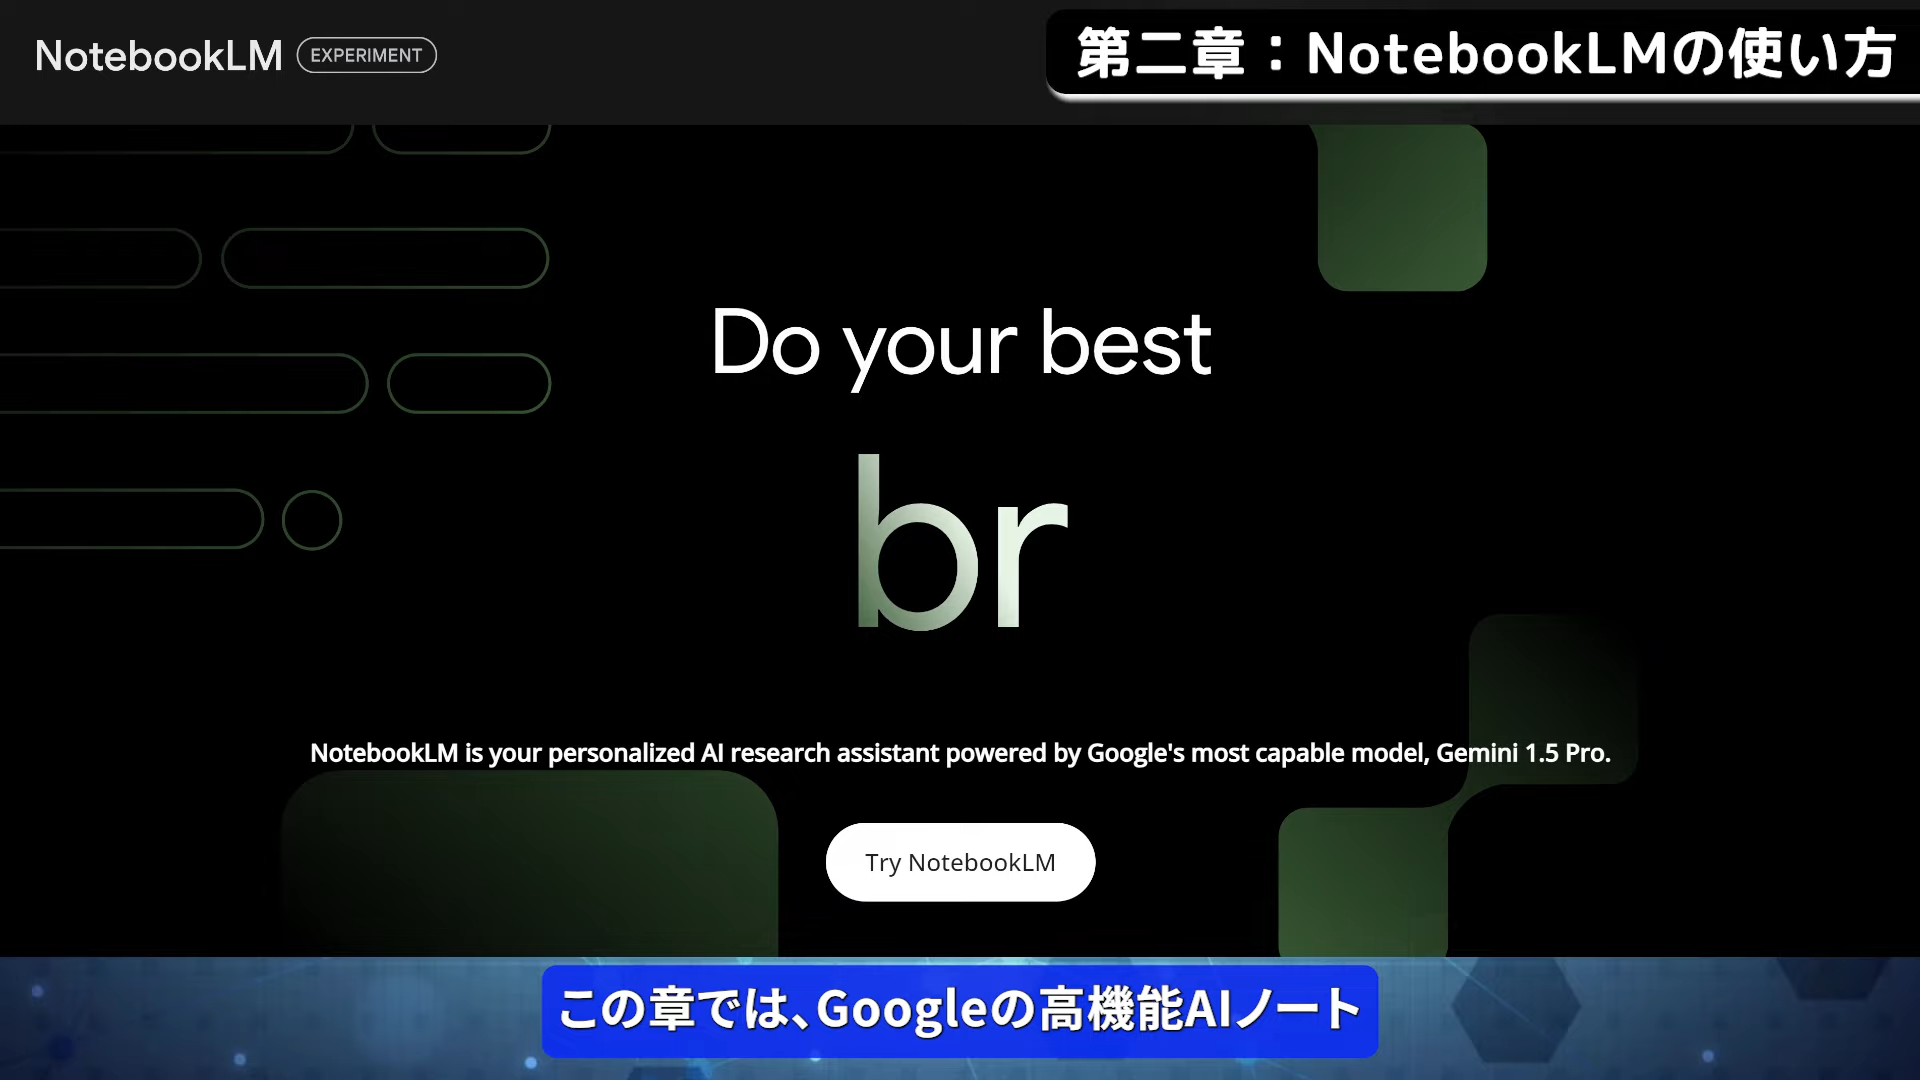 NotebookLM EXPERIMENT
第二章：NotebookLMの使い方
Do your best
br
NotebookLM is your personalized AI research assistant powered by Google's most capable model, Gemini 1.5 Pro.
Try NotebookLM
この章では、Googleの高機能AIノート